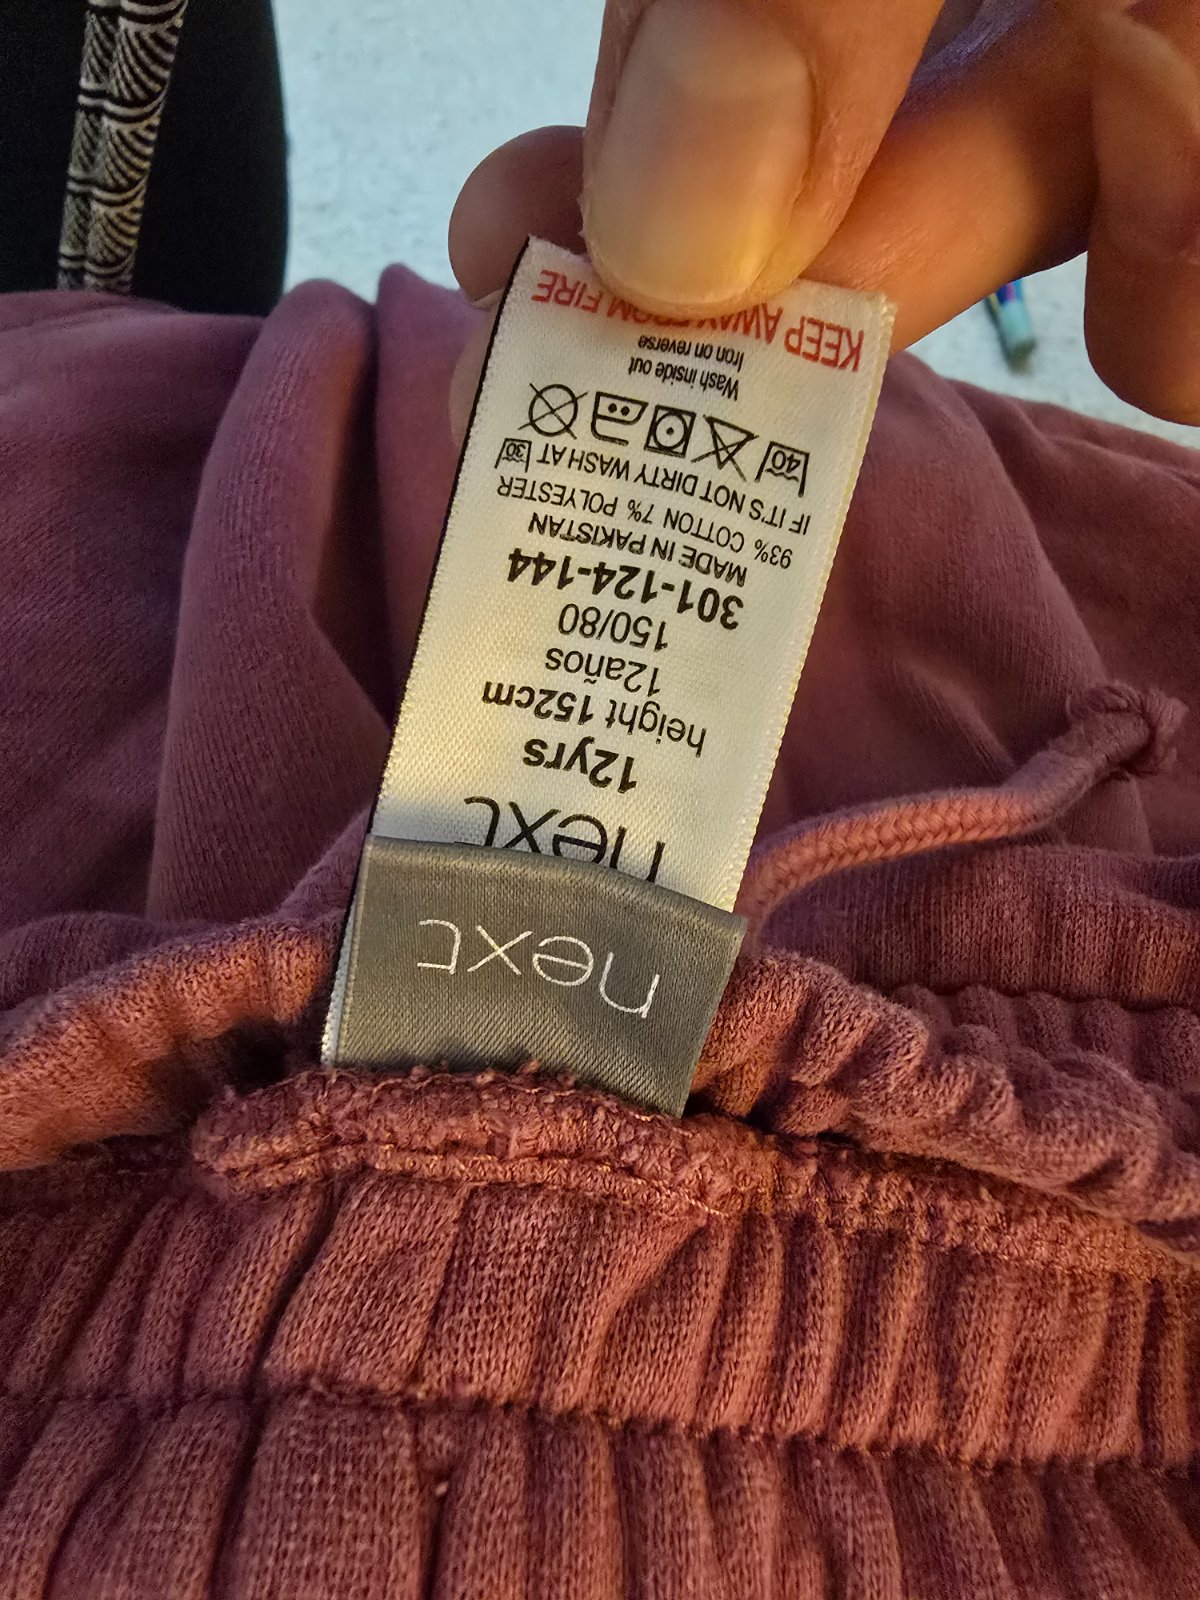 next
next
12yrs
height 152cm
12años
150/80
301-124-144
MADE IN PAKISTAN
93% COTTON 7% POLYESTER
IF IT'S NOT DIRTY WASH AT 30
40
Wash inside out
Iron on reverse
KEEP AWAY FROM FIRE